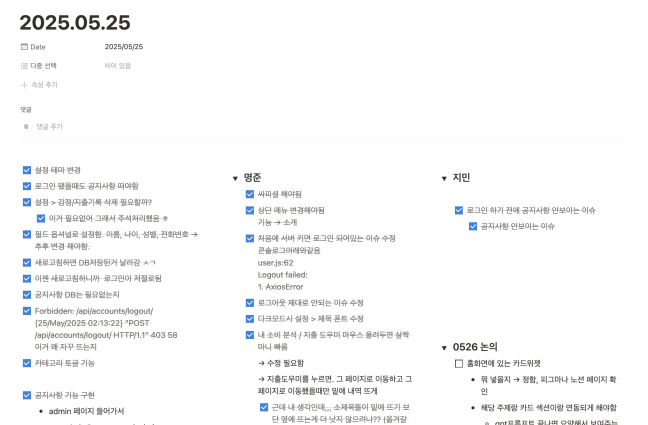 2025.05.25
Date
2025/05/25
다중 선택
비어 있음
속성 추가
댓글
댓글 추가
설정 테마 변경
로그인 됐을때도 공지사항 떠야함
설정 > 감정/지출기록 삭제 필요할까?
이거 필요없어 그래서 주석처리했음 ㅎ
필드 옵셔널로 설정함. 이름, 나이, 성별, 전화번호 →
추후 변경 해야함.
새로고침하면 DB저장된거 날라감 ㅅㄱ
이젠 새로고침하니까 로그인이 저절로됨
공지사항 DB는 필요없는지
Forbidden: /api/accounts/logout/
[25/May/2025 02:13:22] "POST
/api/accounts/logout/ HTTP/1.1" 403 58
이거 왜 자꾸 뜨는지
카테고리 토글 기능
공지사항 기능 구현
admin 페이지 들어가서
명준
싸피셜 해야됨
상단 메뉴 변경해야됨
기능 → 소개
처음에 서버 키면 로그인 되어있는 이슈 수정
콘솔로그아래와같음
user.js:62
Logout failed:
1. AxiosError
로그아웃 제대로 안되는 이슈 수정
다크모드시 설정 > 제목 폰트 수정
내 소비 분석 / 지출 도우미 마우스 올려두면 살짝
마니 빠름
→ 수정 필요함
→ 지출도우미를 누르면. 그 페이지로 이동하고 그
페이지로 이동했을때만 밑에 내역 뜨게
근데 내 생각인데,,, 소제목들이 밑에 뜨기 보
단 옆에 뜨는게 더 낫지 않으려나?? (옮겨갈
지민
로그인 하기 전에 공지사항 안보이는 이슈
공지사항 안보이는 이슈
0526 논의
홈화면에 있는 카드위젯
뭐 넣을지 → 정함, 피그마나 노션 페이지 확
인
해당 주제랑 카드 섹션이랑 연동되게 해야함
gpt프롬프트 끝나면 요약해서 보여주는